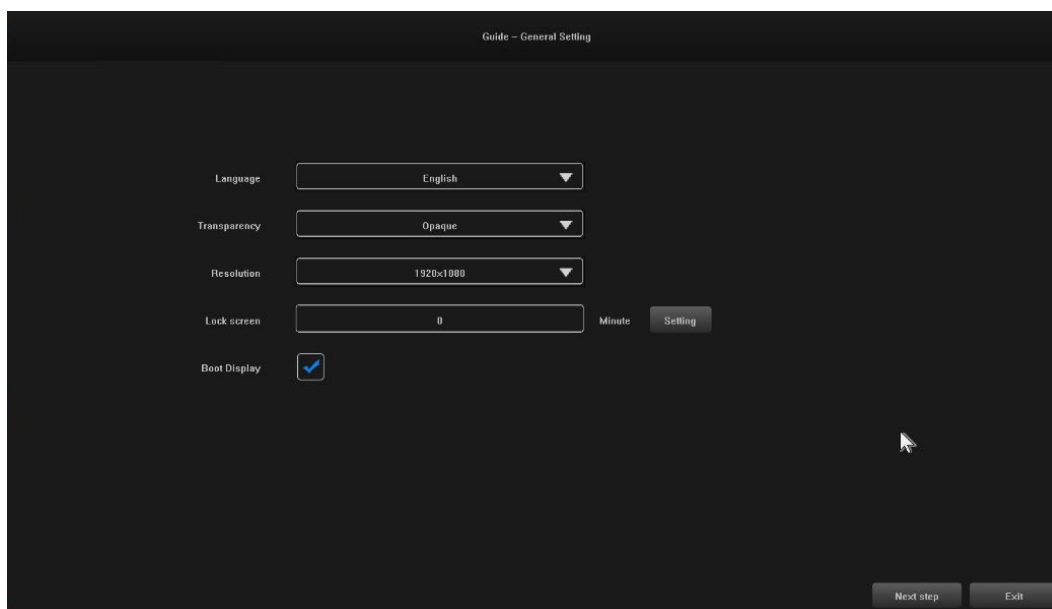 Guide – General Setting
Language English
Transparency Opaque
Resolution 1920x1080
Lock screen 0 Minute Setting
Boot Display
Next step Exit